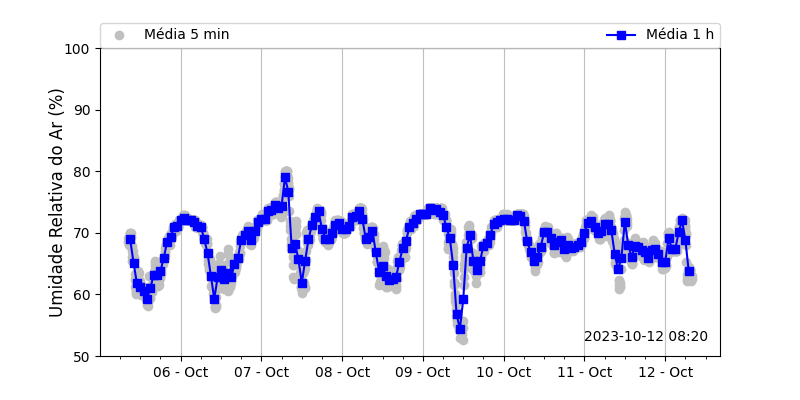 Média 5 min
Média 1 h
Umidade Relativa do Ar (%)
100
90
80
70
60
50
2023-10-12 08:20
06 - Oct
07 - Oct
08 - Oct
09 - Oct
10 - Oct
11 - Oct
12 - Oct